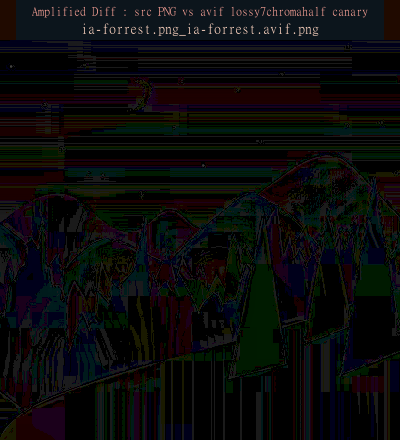 Amplified Diff : src PNG vs avif lossy7chromahalf canary
ia-forrest.png_ia-forrest.avif.png